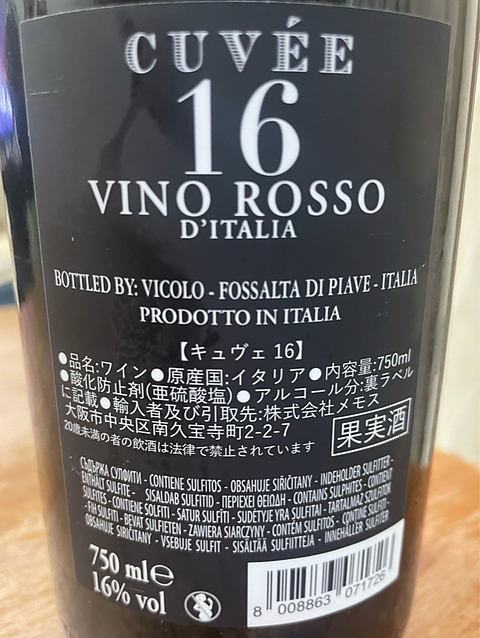 CUVÉE
16
VINO ROSSO
D'ITALIA
BOTTLED BY: VICOLO - FOSSALTA DI PIAVE - ITALIA
PRODOTTO IN ITALIA
【キュヴェ 16】
●品名:ワイン●原産国:イタリア●内容量:750ml
●酸化防止剤(亜硫酸塩)●アルコール分:裏ラベル
に記載●輸入者及び引取先:株式会社メモス
大阪市中央区南久宝寺町2-2-7
果実酒
20歳未満の者の飲酒は法律で禁止されています
СЪДЪРЖА СУЛФИТИ - CONTIENE SULFITOS - OBSAHUJE SIŘIČITANY - INDEHOLDER SULFITTER -
ENTHÄLT SULFITE - SISALDAB SULFITID - ΠΕΡΙΕΧΕΙ ΘΕΙΩΔΗ - CONTAINS SULPHITES - CONTIENT
SULFITES - CONTIENE SOLFITI - SATUR SULFĪTI - SUDĖTYJE YRA SULFITAI - TARTALMAZ SZULFITOK
- FIH SULFITI - BEVAT SULFIETEN - ZAWIERA SIARCZYNY - CONTÉM SULFITOS - CONȚINE SULFITI -
OBSAHUJE SIRIČITANY - VSEBUJE SULFIT - SISÄLTÄÄ SULFIITTEJA - INNEHÅLLER SULFITER
750 ml℮
16% vol
8 008863 071726